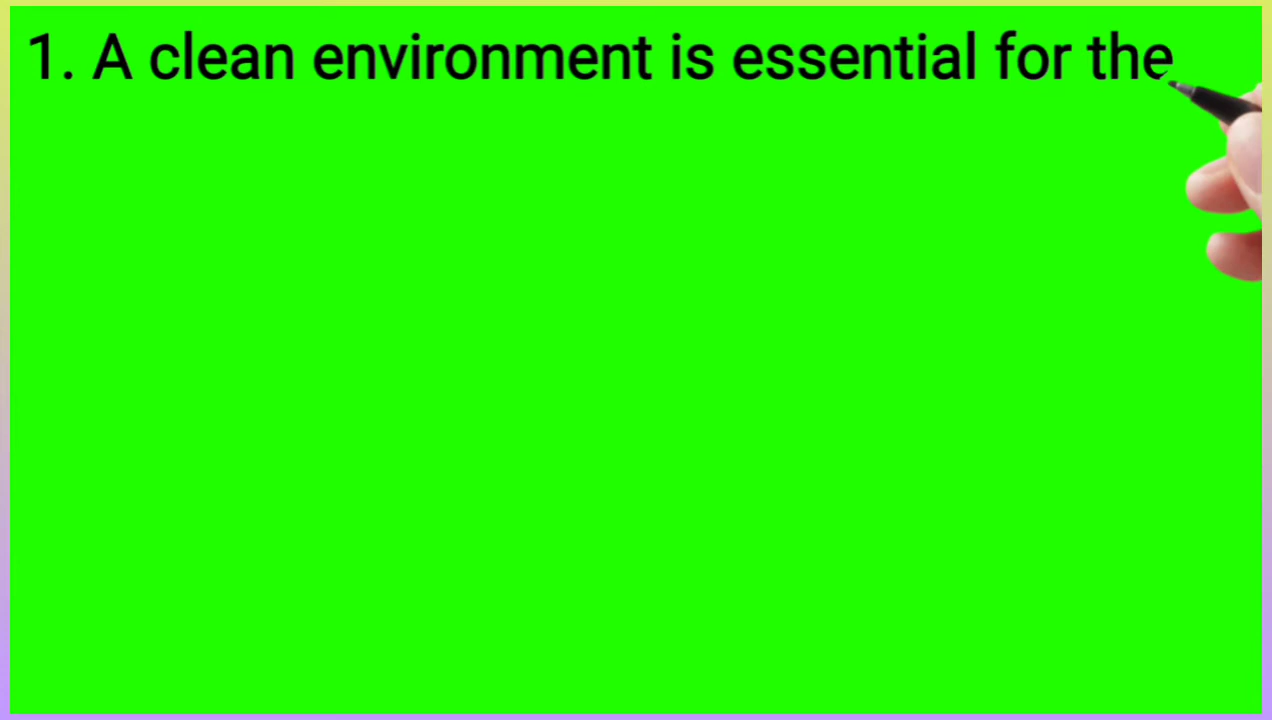 1. A clean environment is essential for the